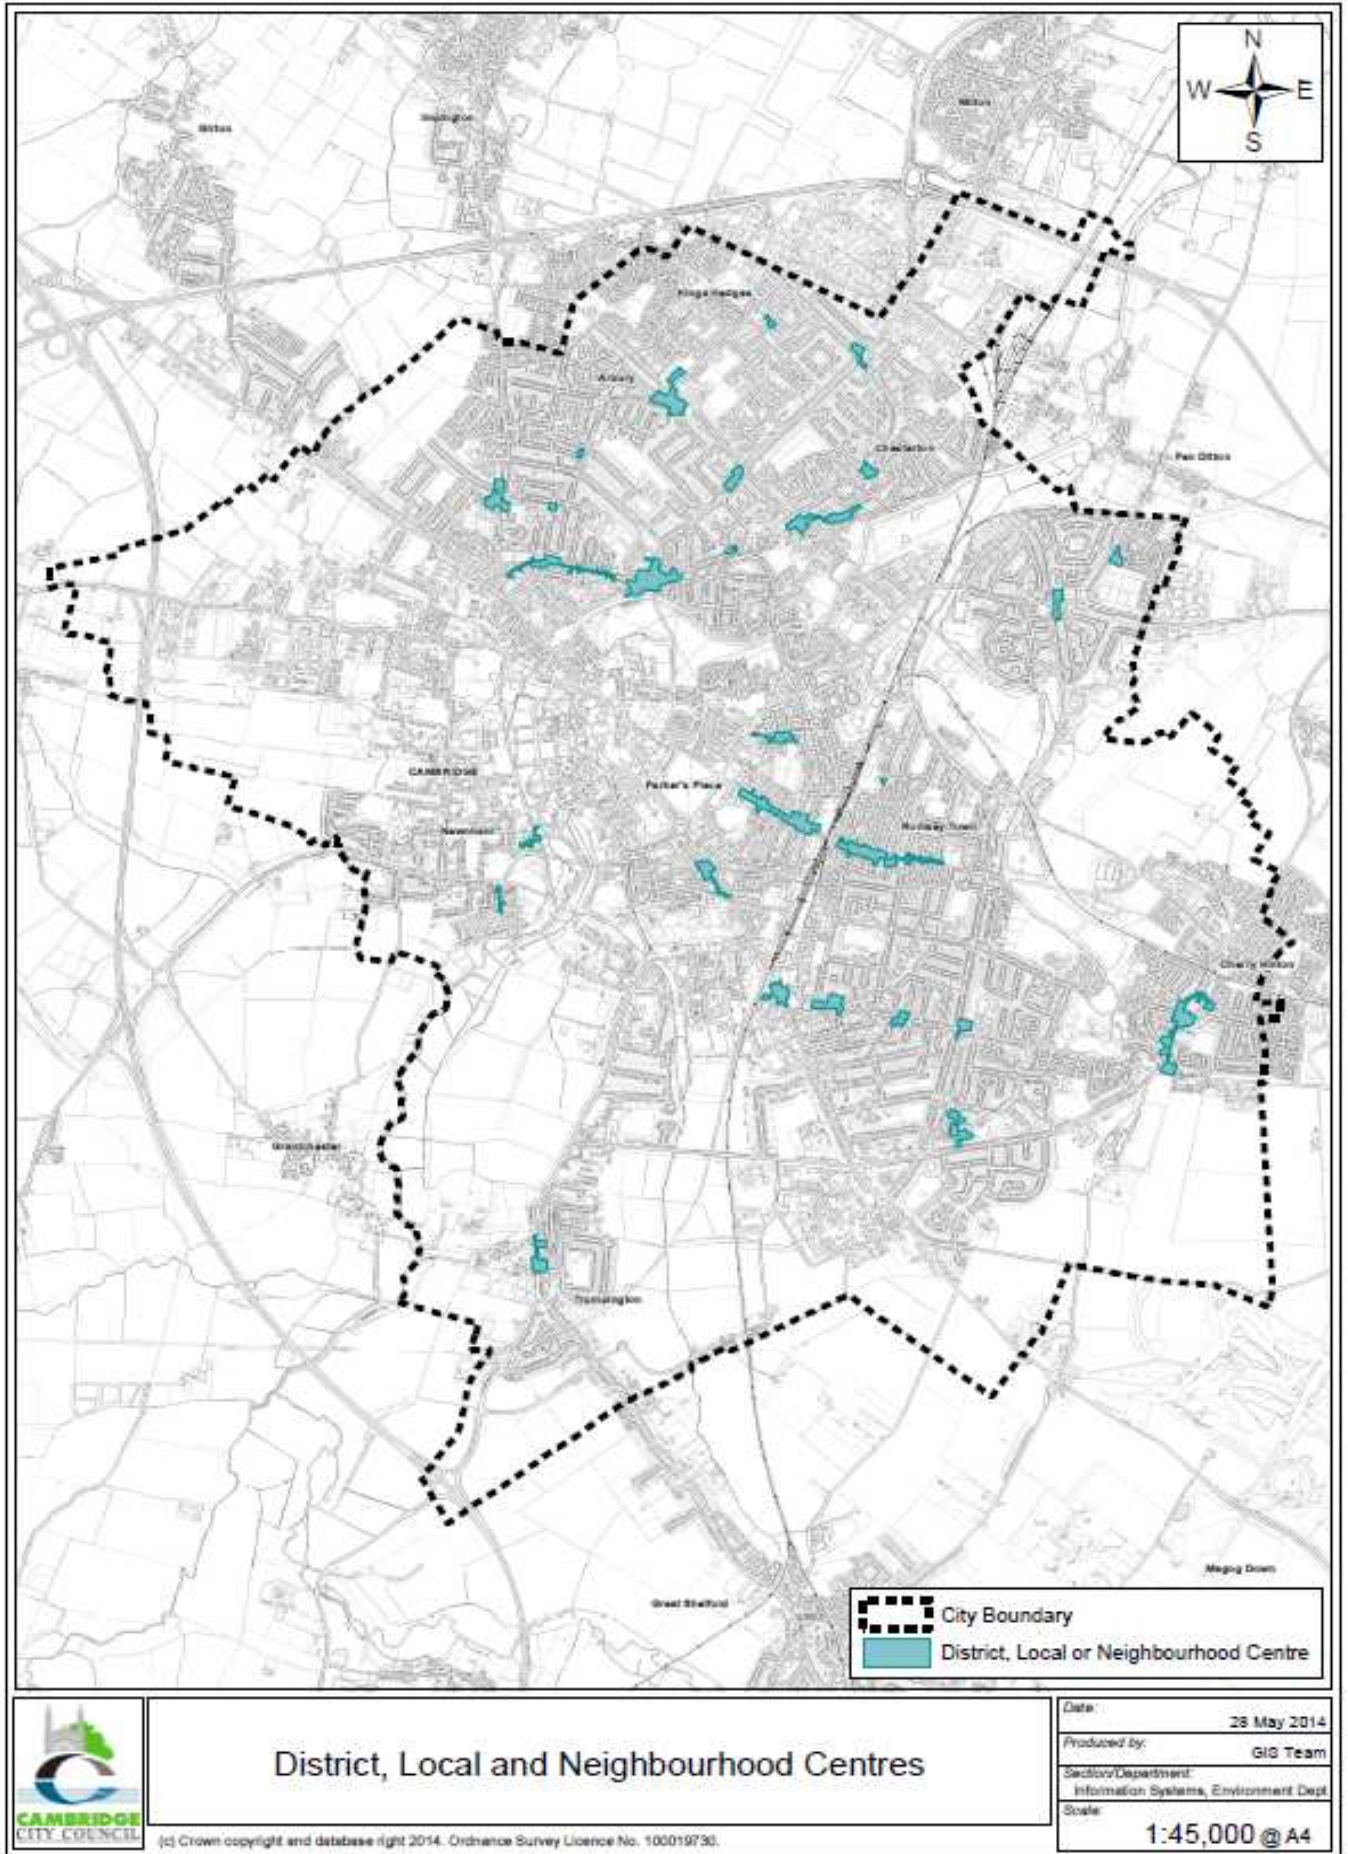 N
W E
S
Milton
Girton
Impington
Kings Hedges
Arbury
Chesterton
Fen Ditton
CAMBRIDGE
Parker's Piece
Newnham
Romsey Town
Cherry Hinton
Grantchester
Trumpington
Magog Down
Great Shelford
City Boundary
District, Local or Neighbourhood Centre
CAMBRIDGE
CITY COUNCIL
District, Local and Neighbourhood Centres
(c) Crown copyright and database right 2014. Ordnance Survey Licence No. 100019730.
Date:
28 May 2014
Produced by:
GIS Team
Section/Department:
Information Systems, Environment Dept
Scale:
1:45,000 @ A4